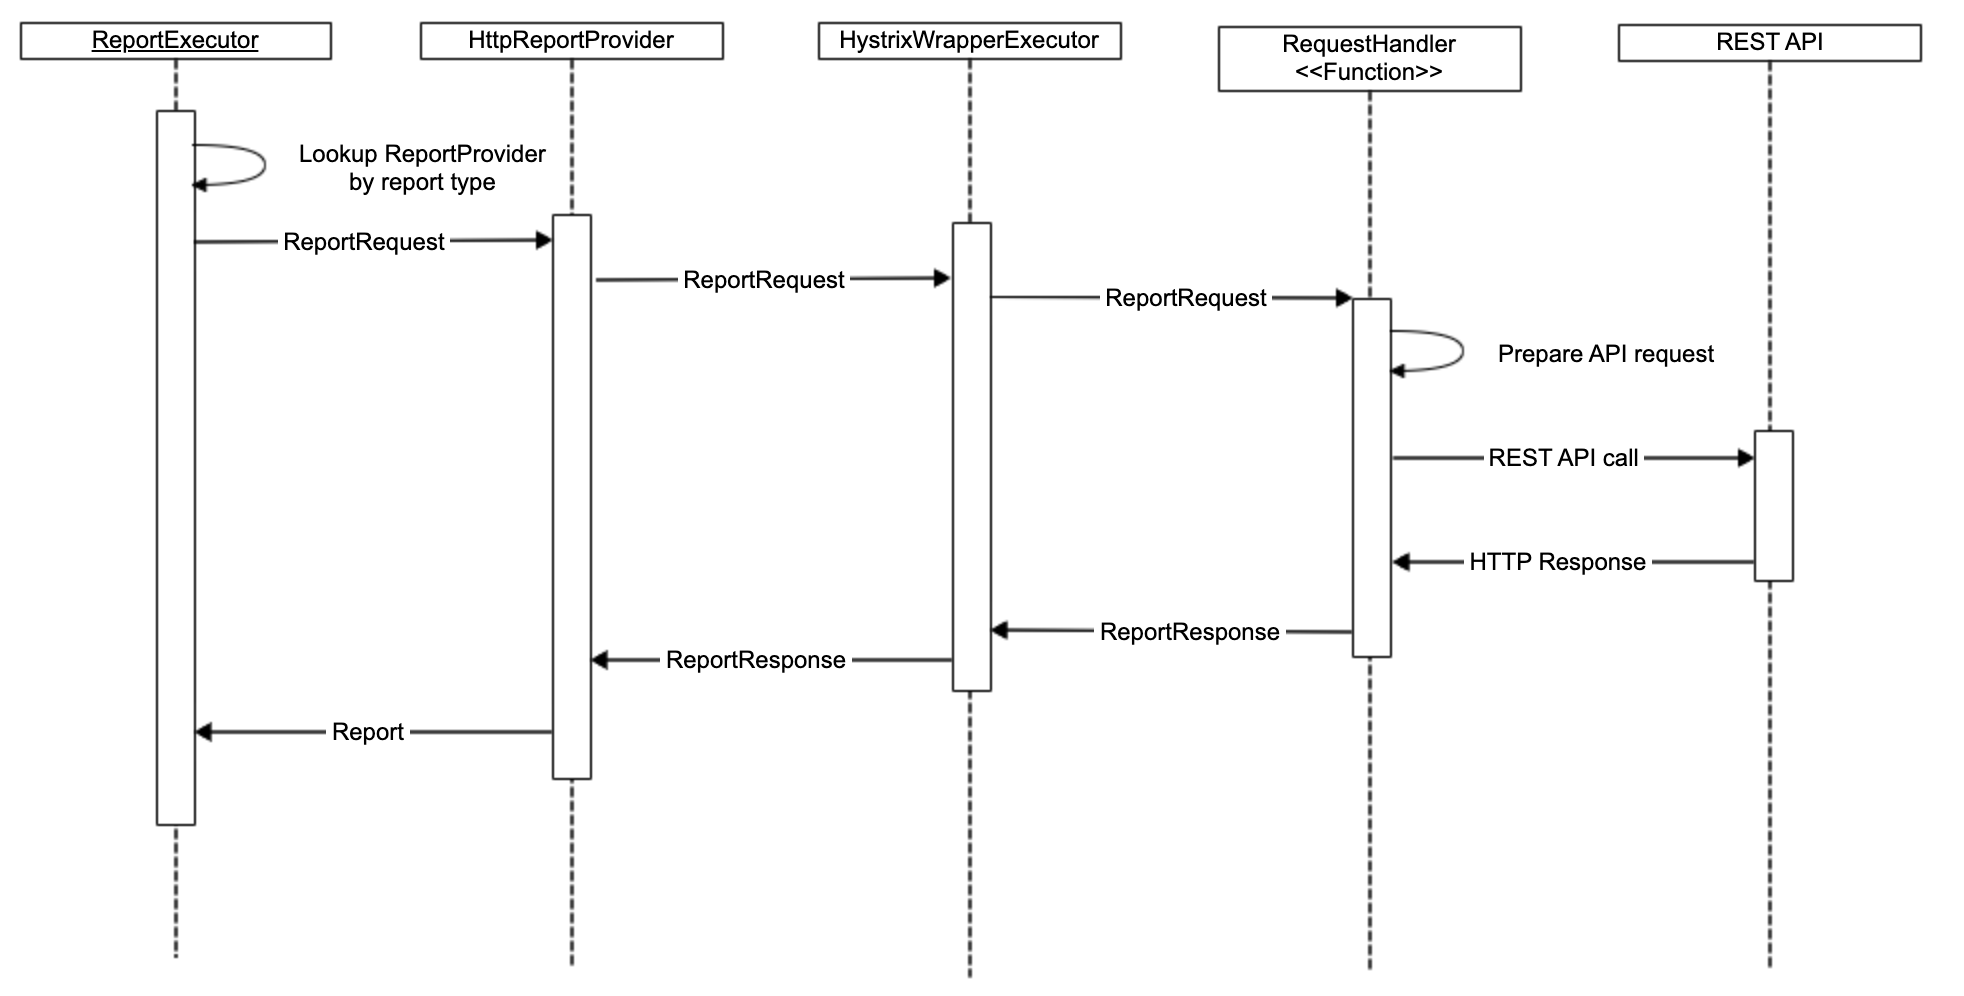 ReportExecutor
HttpReportProvider
HystrixWrapperExecutor
RequestHandler
<<Function>>
REST API
Lookup ReportProvider
by report type
ReportRequest
ReportRequest
ReportRequest
Prepare API request
REST API call
HTTP Response
ReportResponse
ReportResponse
Report